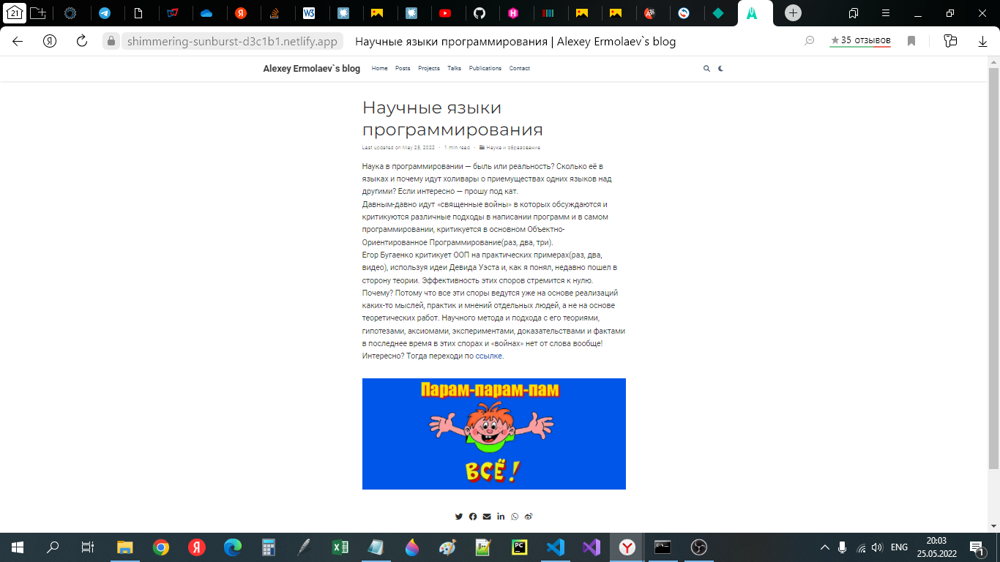 21
shimmering-sunburst-d3c1b1.netlify.app
Научные языки программирования | Alexey Ermolaev`s blog
35 отзывов
Alexey Ermolaev`s blog
Home Posts Projects Talks Publications Contact
Научные языки
программирования
Last updated on May 25, 2022 · 1 min read · Наука и образование
Наука в программировании — быль или реальность? Сколько её в
языках и почему идут холивары о приемуществах одних языков над
другими? Если интересно — прошу под кат.
Давным-давно идут «священные войны» в которых обсуждаются и
критикуются различные подходы в написании программ и в самом
программировании, критикуется в основном Объектно-
Ориентированное Программирование(раз, два, три).
Егор Бугаенко критикует ООП на практических примерах(раз, два,
видео), используя идеи Девида Уэста и, как я понял, недавно пошел в
сторону теории. Эффективность этих споров стремится к нулю.
Почему? Потому что все эти споры ведутся уже на основе реализаций
каких-то мыслей, практик и мнений отдельных людей, а не на основе
теоретических работ. Научного метода и подхода с его теориями,
гипотезами, аксиомами, экспериментами, доказательствами и фактами
в последнее время в этих спорах и «войнах» нет от слова вообще!
Интересно? Тогда переходи по ссылке.
Парам-парам-пам
ВСЁ!
ENG
20:03
25.05.2022
1